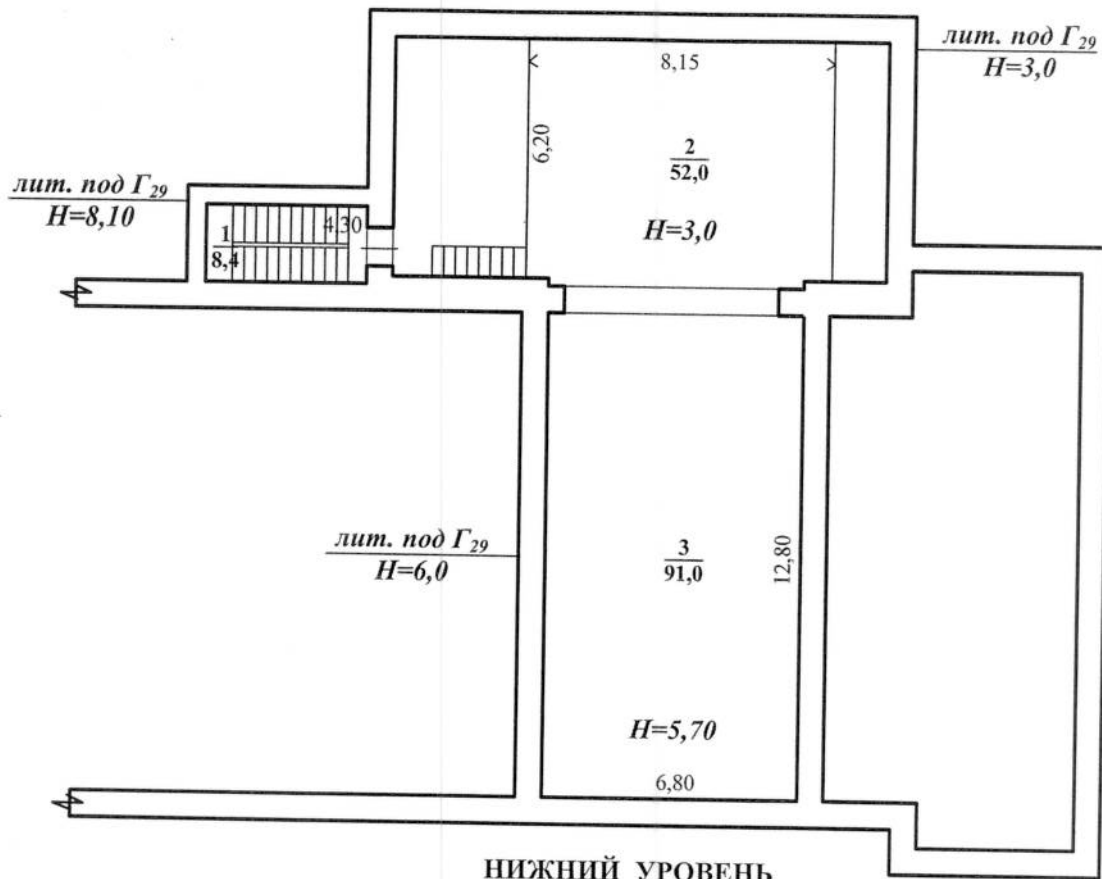 лит. под Г₂₉
Н=3,0
8,15
6,20
2
52,0
Н=3,0
лит. под Г₂₉
Н=8,10
4,30
1
8,4
лит. под Г₂₉
Н=6,0
3
91,0
12,80
Н=5,70
6,80
НИЖНИЙ УРОВЕНЬ